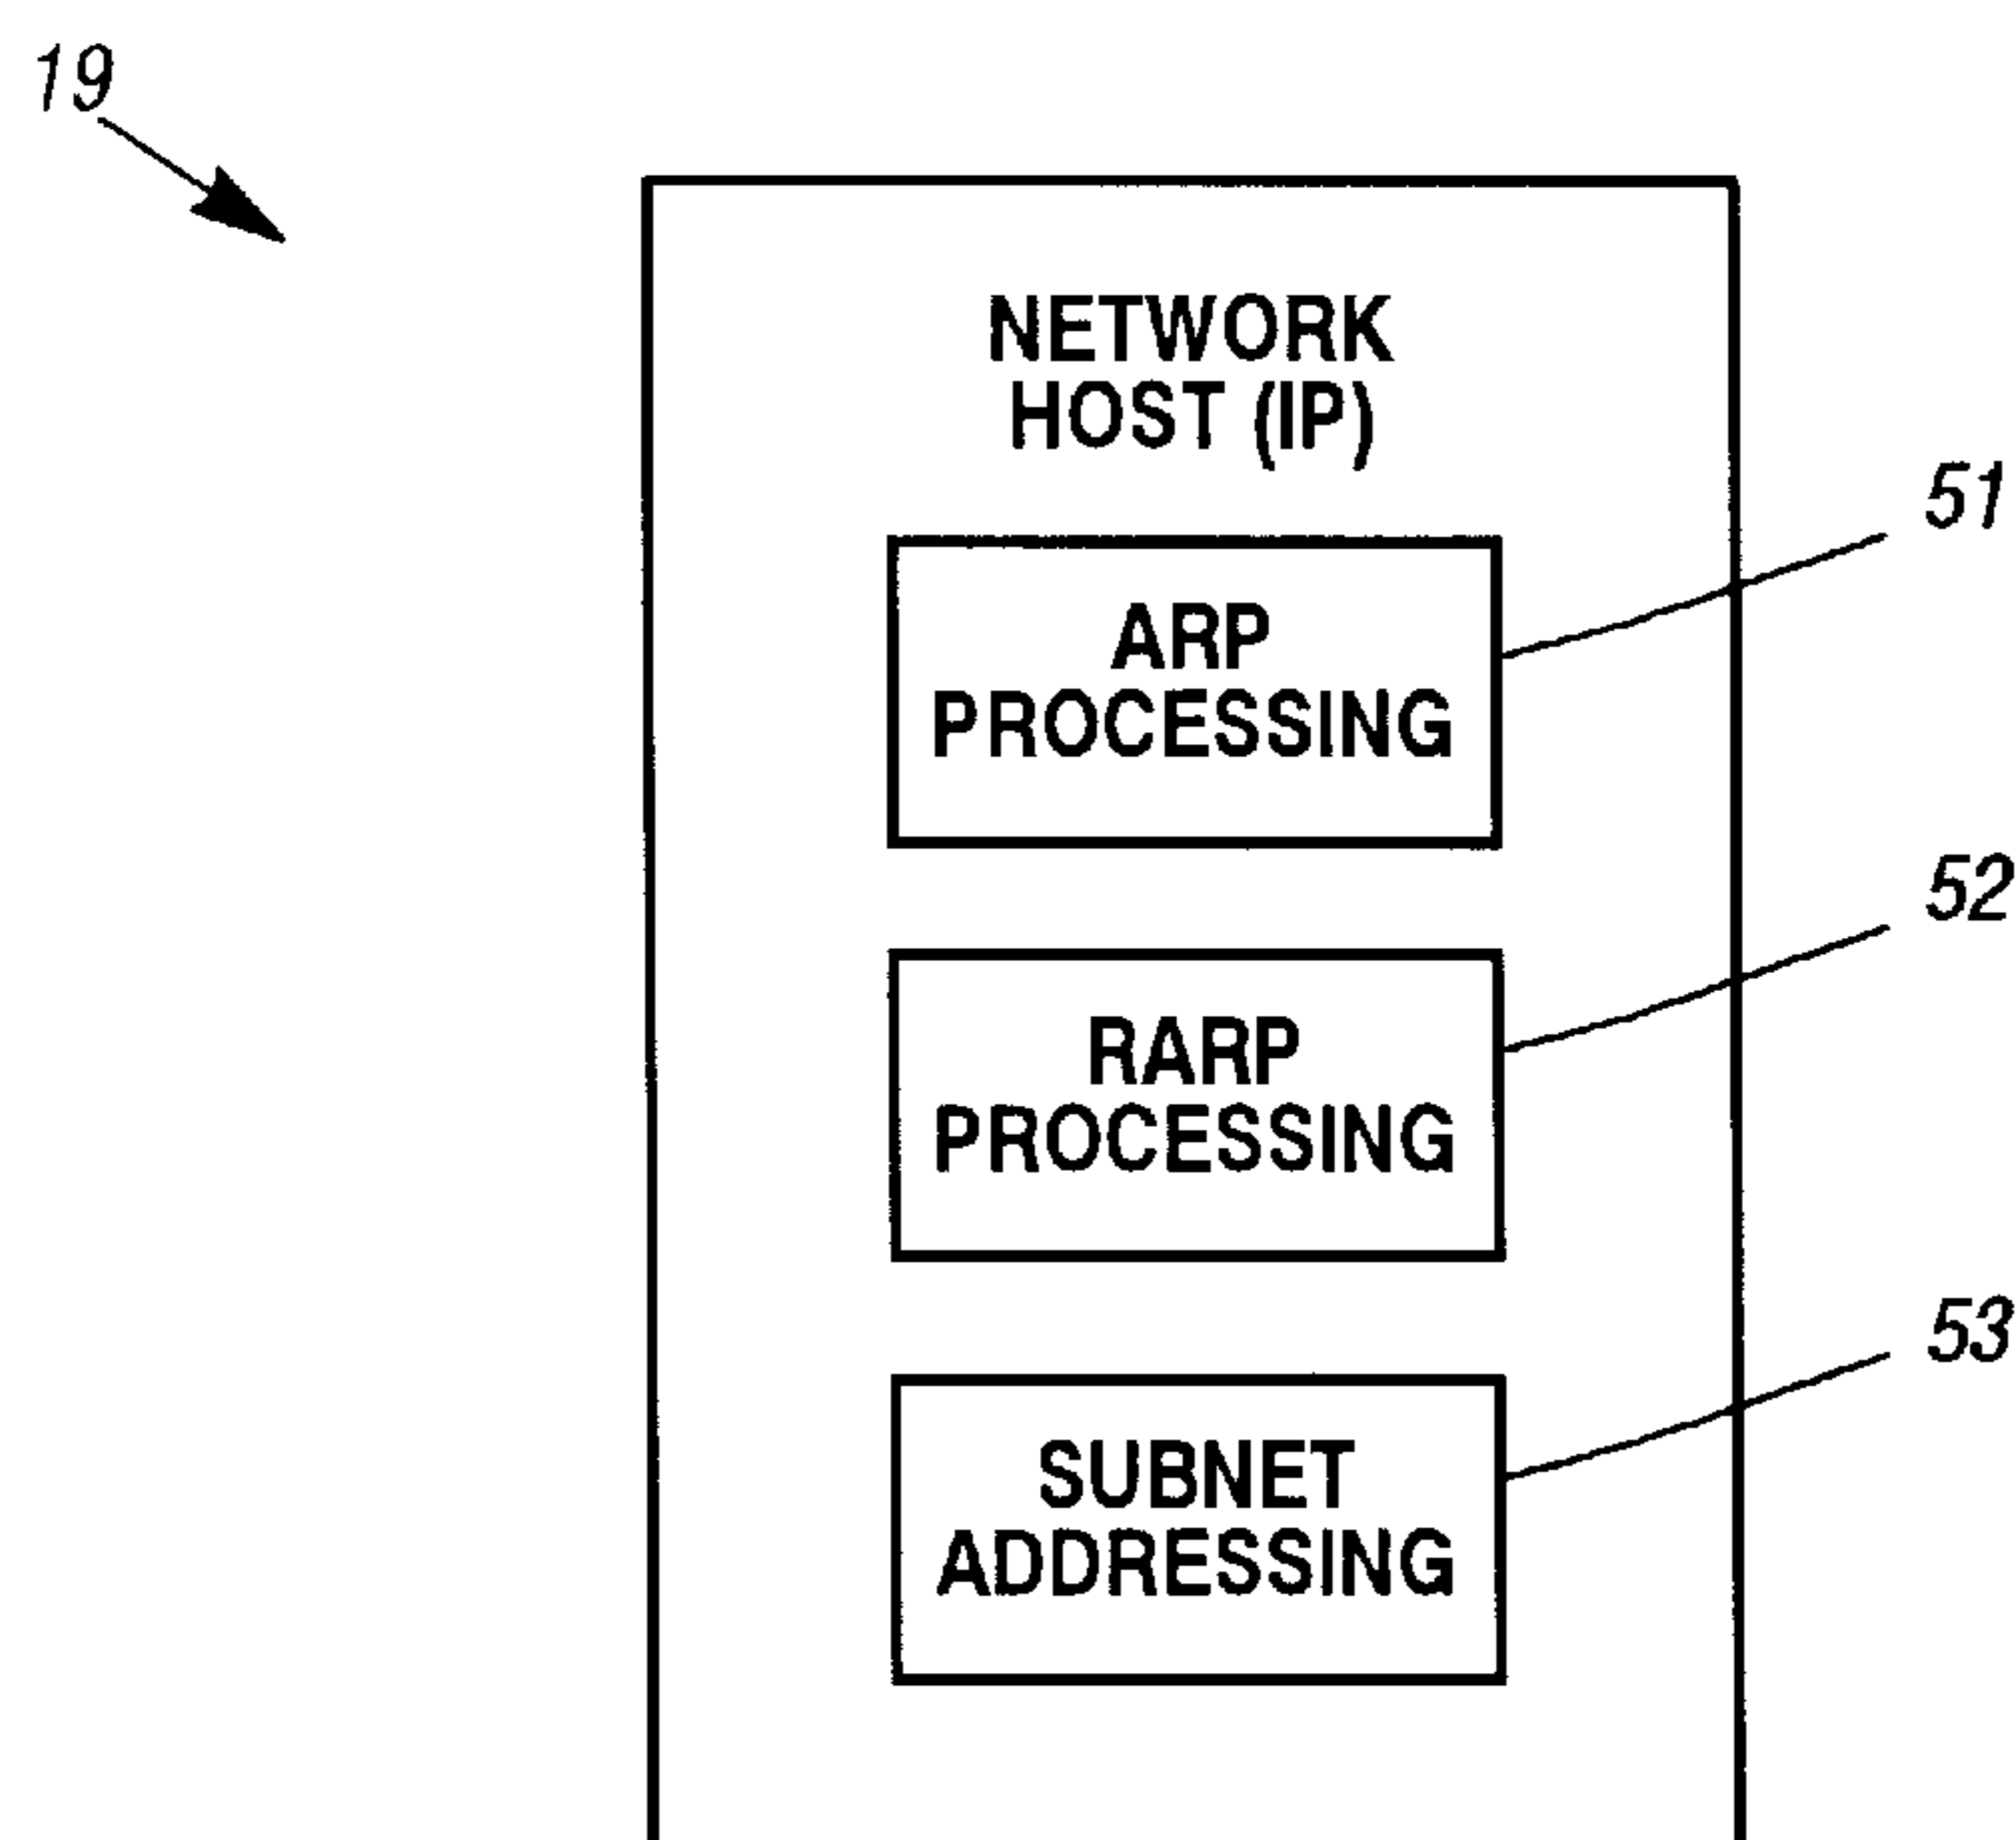 19
NETWORK
HOST (IP)
51
ARP
PROCESSING
52
RARP
PROCESSING
53
SUBNET
ADDRESSING